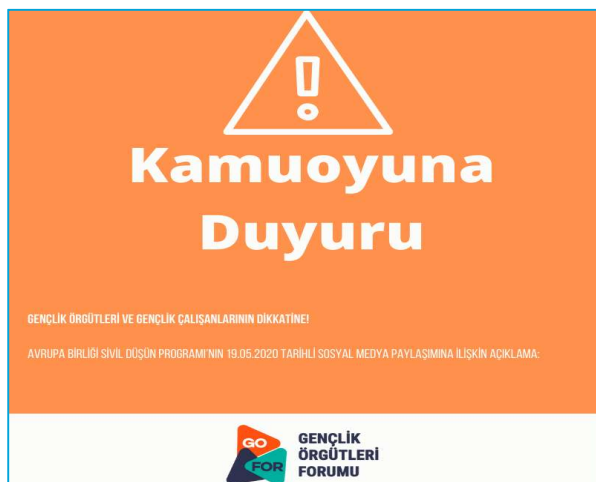 Kamuoyuna
Duyuru
GENÇLİK ÖRGÜTLERİ VE GENÇLİK ÇALIŞANLARININ DİKKATİNE!
AVRUPA BİRLİĞİ SİVİL DÜŞÜN PROGRAMI'NIN 19.05.2020 TARİHLİ SOSYAL MEDYA PAYLAŞIMINA İLİŞKİN AÇIKLAMA:
GO
FOR
GENÇLİK
ÖRGÜTLERİ
FORUMU